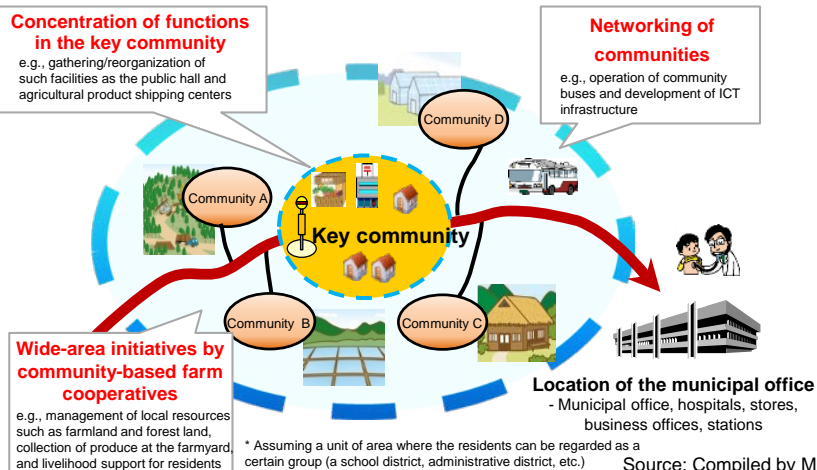 Concentration of functions
in the key community
e.g., gathering/reorganization of
such facilities as the public hall and
agricultural product shipping centers
Networking of
communities
e.g., operation of community
buses and development of ICT
infrastructure
Community D
Community A
Key community
Community B
Community C
Wide-area initiatives by
community-based farm
cooperatives
e.g., management of local resources
such as farmland and forest land,
collection of produce at the farmyard,
and livelihood support for residents
Location of the municipal office
- Municipal office, hospitals, stores,
business offices, stations
* Assuming a unit of area where the residents can be regarded as a
certain group (a school district, administrative district, etc.)
Source: Compiled by M